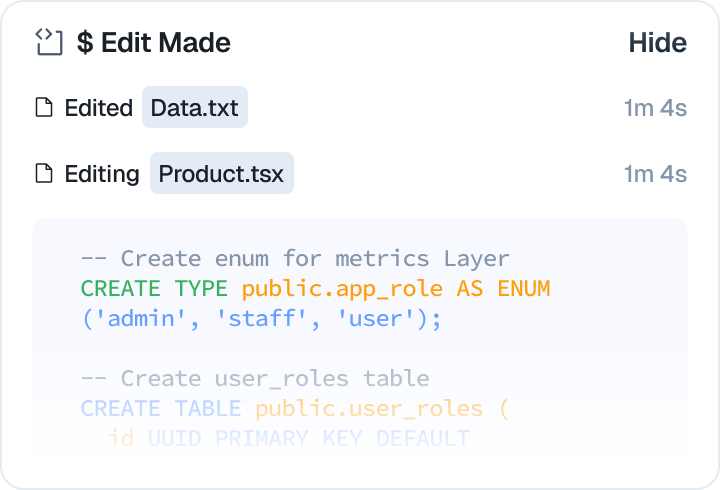 $ Edit Made
Hide
Edited Data.txt
1m 4s
Editing Product.tsx
1m 4s
-- Create enum for metrics Layer
CREATE TYPE public.app_role AS ENUM
('admin', 'staff', 'user');
-- Create user_roles table
CREATE TABLE public.user_roles (
id UUID PRIMARY KEY DEFAULT